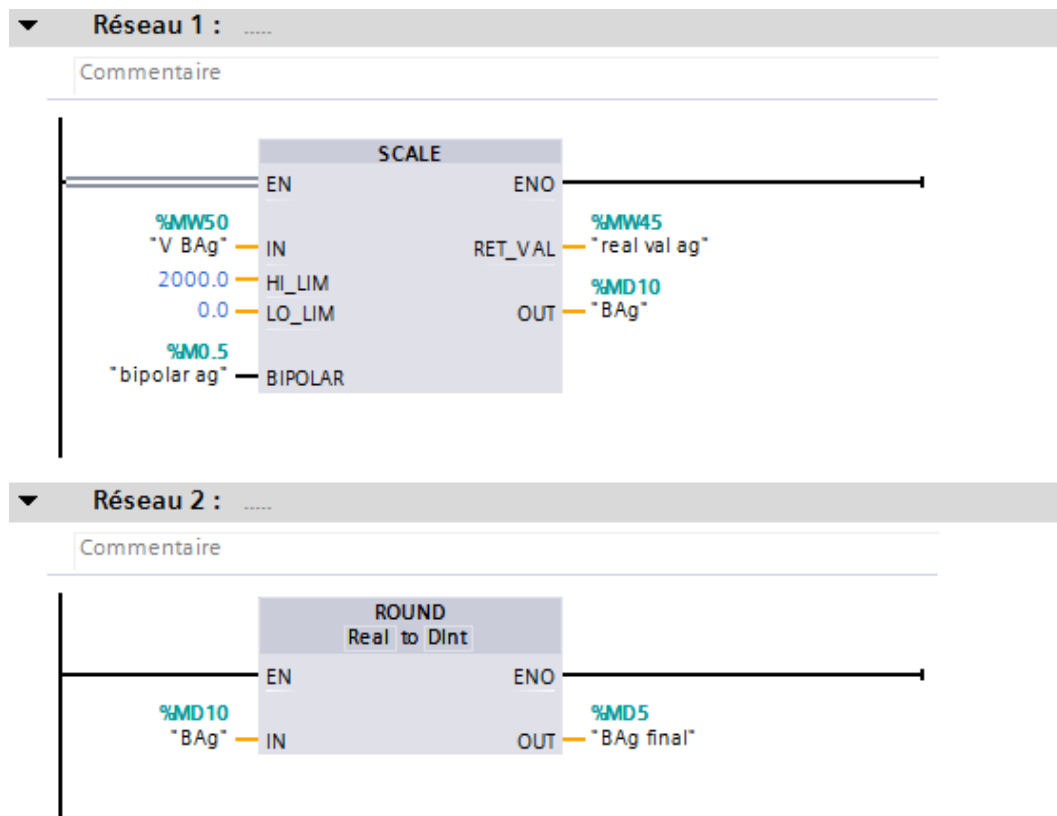 Réseau 1 : .....
Commentaire
SCALE
EN ENO
%MW50 %MW45
"V BAg" IN RET_VAL "real val ag"
2000.0 HI_LIM %MD10
0.0 LO_LIM OUT "BAg"
%M0.5
"bipolar ag" BIPOLAR
Réseau 2 : .....
Commentaire
ROUND
Real to DInt
EN ENO
%MD10 %MD5
"BAg" IN OUT "BAg final"